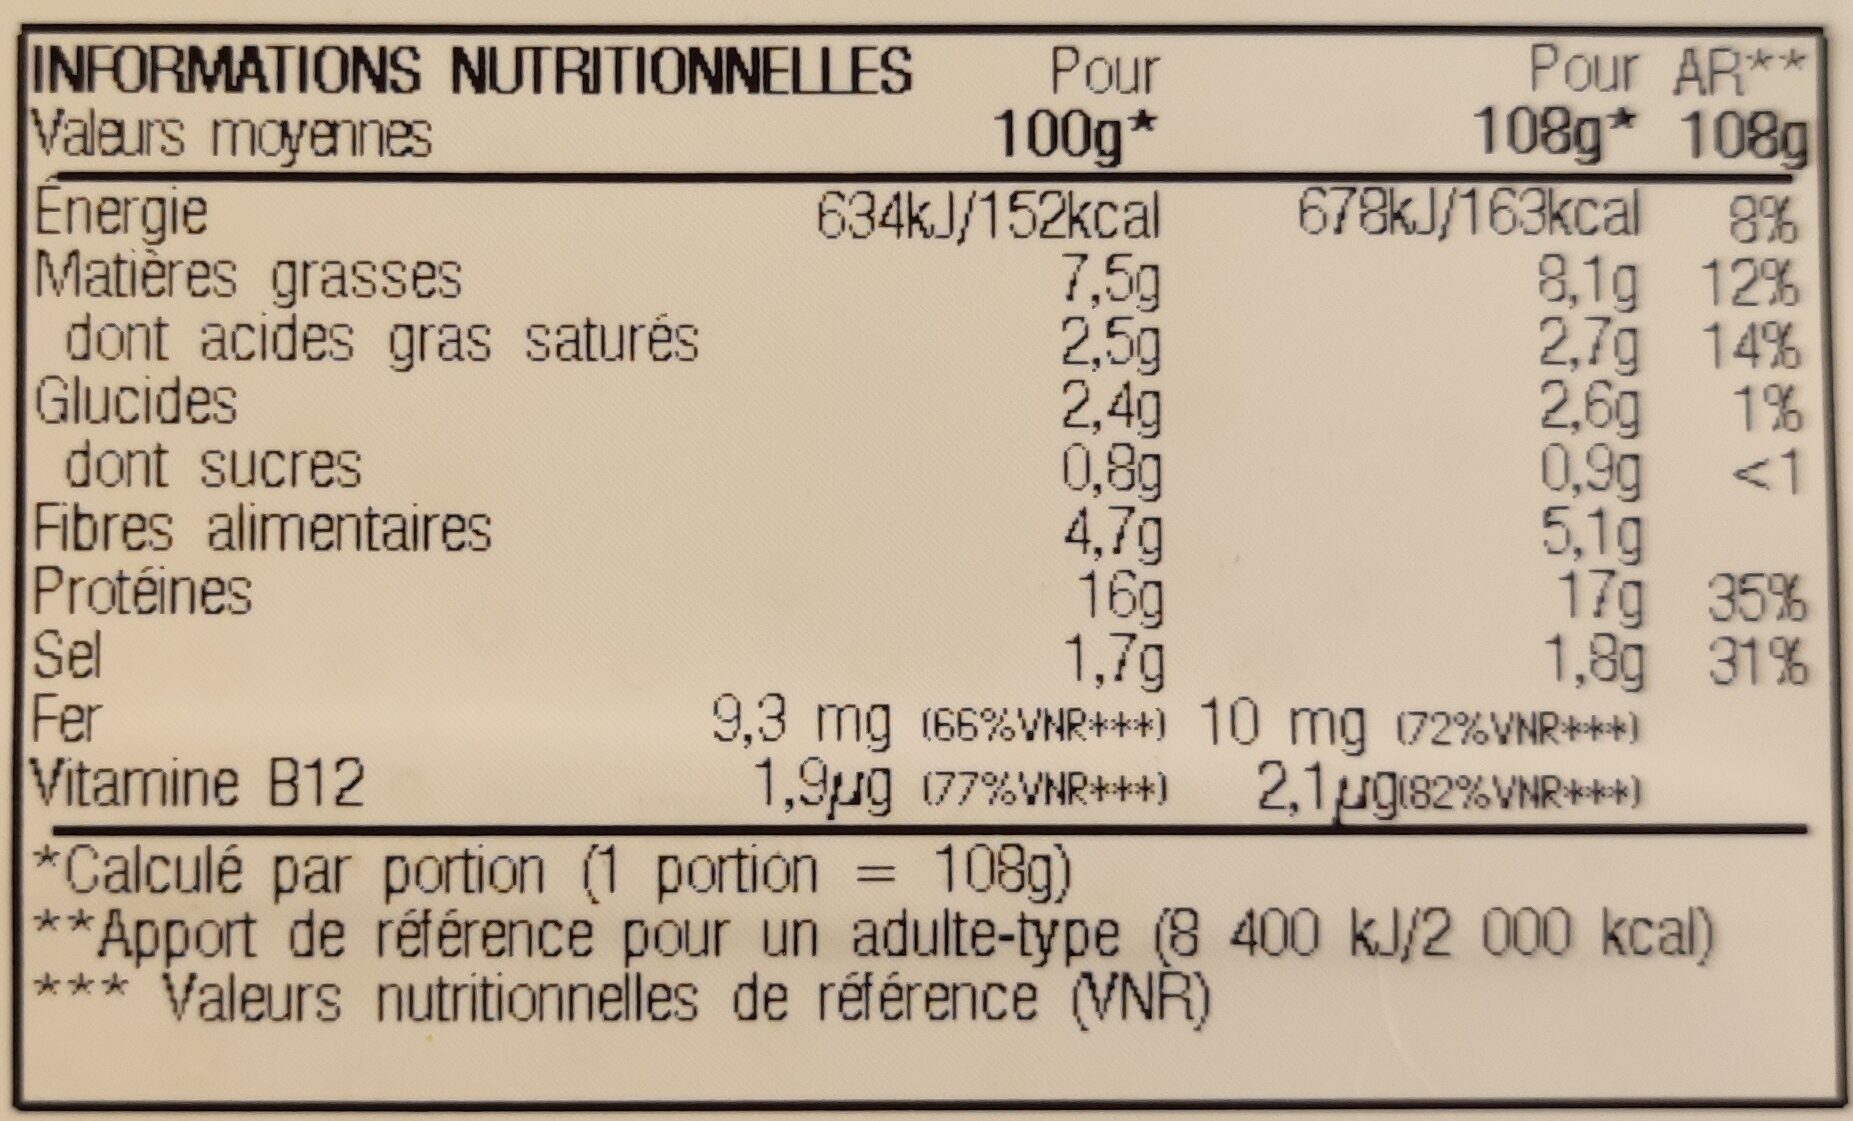 INFORMATIONS NUTRITIONNELLES Pour Pour AR**
Valeurs moyennes 100g* 108g* 108g
Énergie 634kJ/152kcal 678kJ/163kcal 8%
Matières grasses 7,5g 8,1g 12%
dont acides gras saturés 2,5g 2,7g 14%
Glucides 2,4g 2,6g 1%
dont sucres 0,8g 0,9g <1
Fibres alimentaires 4,7g 5,1g
Protéines 16g 17g 35%
Sel 1,7g 1,8g 31%
Fer 9,3 mg (66%VNR***) 10 mg (72%VNR***)
Vitamine B12 1,9µg (77%VNR***) 2,1µg(82%VNR***)
*Calculé par portion (1 portion = 108g)
**Apport de référence pour un adulte-type (8 400 kJ/2 000 kcal)
*** Valeurs nutritionnelles de référence (VNR)